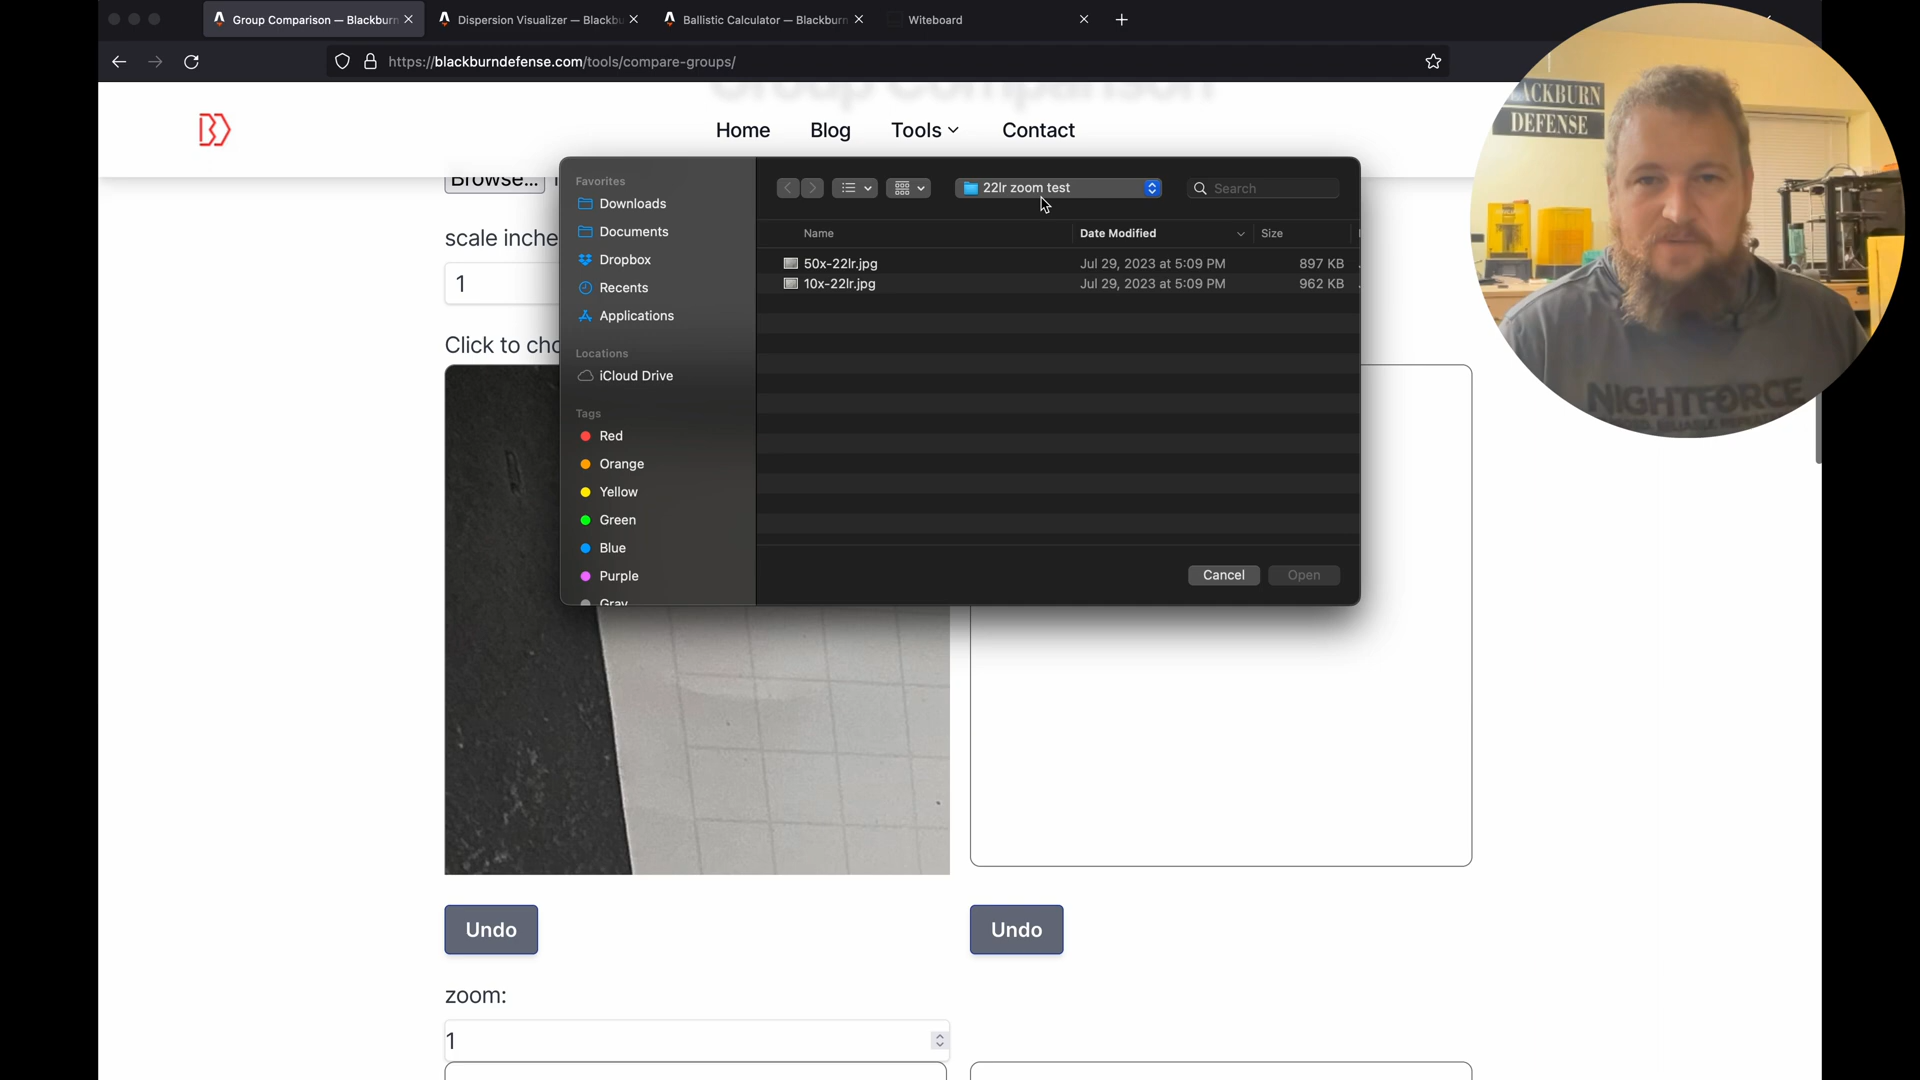 Group Comparison — Blackburn
Dispersion Visualizer — Blackbu
Ballistic Calculator — Blackburn
Witeboard
https://blackburndefense.com/tools/compare-groups/
Group Comparison
Home
Blog
Tools
Contact
Browse...
scale inche
1
Click to cho
Favorites
Downloads
Documents
Dropbox
Recents
Applications
Locations
iCloud Drive
Tags
Red
Orange
Yellow
Green
Blue
Purple
Gray
22lr zoom test
Search
Name
Date Modified
Size
50x-22lr.jpg
Jul 29, 2023 at 5:09 PM
897 KB
10x-22lr.jpg
Jul 29, 2023 at 5:09 PM
962 KB
Cancel
Open
Undo
Undo
zoom:
1
BLACKBURN
DEFENSE
NIGHTFORCE